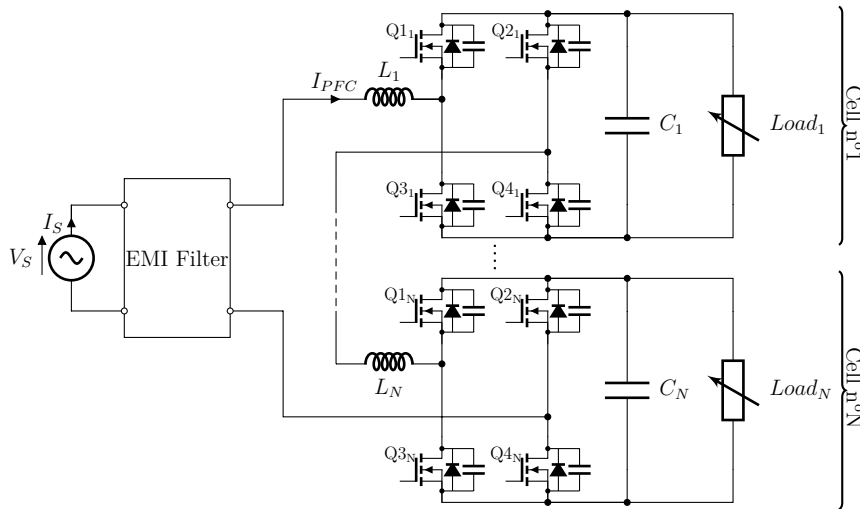 Q1₁
Q2₁
I_PFC
L₁
C₁
Load₁
Cell n°1
Q3₁
Q4₁
I_S
V_S
EMI Filter
Q1_N
Q2_N
L_N
C_N
Load_N
Cell n°N
Q3_N
Q4_N